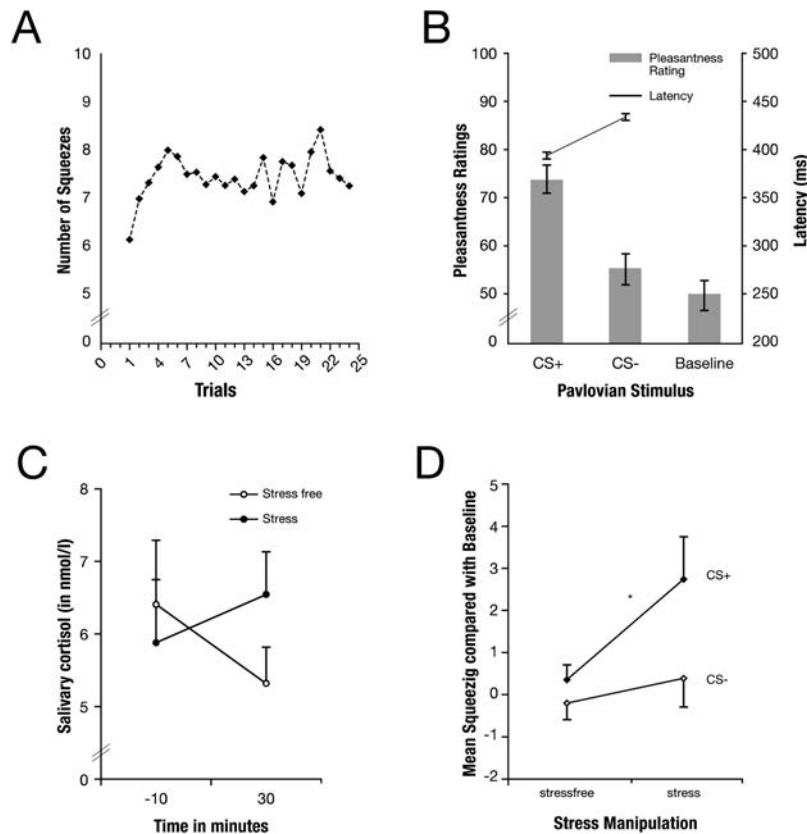 A
Number of Squeezes
10
9
8
7
6
5
0
0 1 4 7 10 13 16 19 22 25
Trials
B
Pleasantness Ratings
100
90
80
70
60
50
0
Pleasantness
Rating
Latency
500
450
400
350
300
250
200
Latency (ms)
CS+ CS- Baseline
Pavlovian Stimulus
C
Salivary cortisol (in nmol/l)
8
7
6
5
0
Stress free
Stress
-10 30
Time in minutes
D
Mean Squeezig compared with Baseline
5
4
3
2
1
0
-1
-2
*
CS+
CS-
stressfree stress
Stress Manipulation